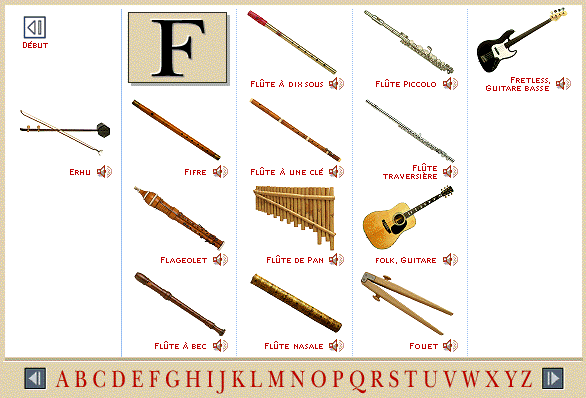 DÉBUT
F
ERHU
FIFRE
FLAGEOLET
FLÛTE À BEC
FLÛTE À DIX SOUS
FLÛTE À UNE CLÉ
FLÛTE DE PAN
FLÛTE NASALE
FLÛTE PICCOLO
FLÛTE
TRAVERSIÈRE
FOLK, GUITARE
FOUET
FRETLESS,
GUITARE BASSE
A B C D E F G H I J K L M N O P Q R S T U V W X Y Z